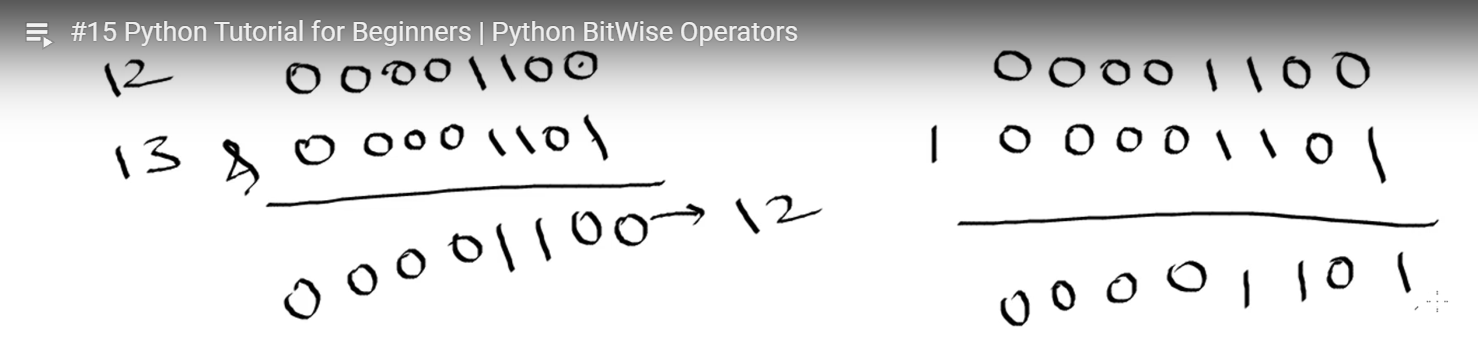 #15 Python Tutorial for Beginners | Python BitWise Operators
12 00001100 00001100
13 & 00001101 | 00001101
00001100 → 12 00001101